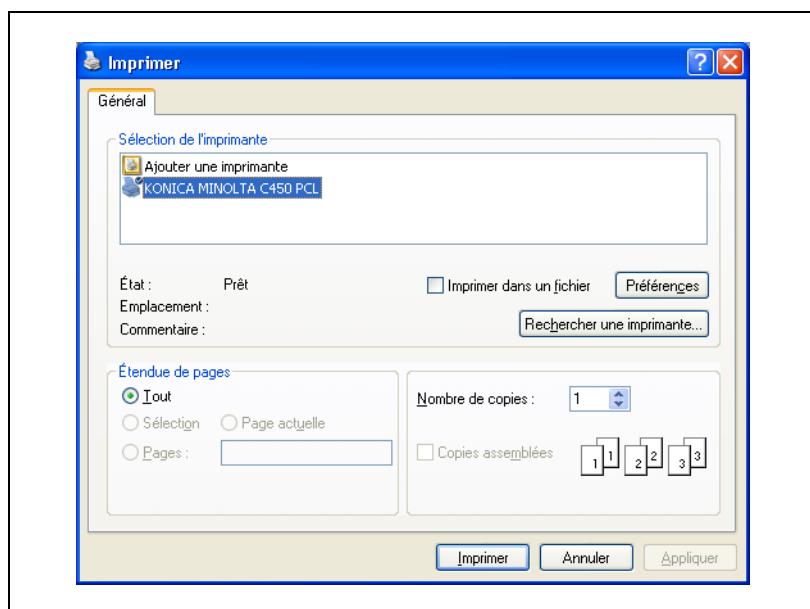 Imprimer
Général
Sélection de l'imprimante
Ajouter une imprimante
KONICA MINOLTA C450 PCL
État : Prêt
Imprimer dans un fichier
Préférences
Emplacement :
Commentaire :
Rechercher une imprimante...
Étendue de pages
Tout
Sélection
Page actuelle
Pages :
Nombre de copies : 1
Copies assemblées
1 1 2 2 3 3
Imprimer
Annuler
Appliquer